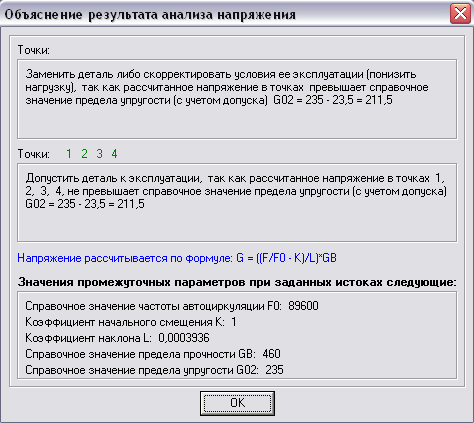 Объяснение результата анализа напряжения
Точки:
Заменить деталь либо скорректировать условия ее эксплуатации (понизить
нагрузку), так как рассчитанное напряжение в точках превышает справочное
значение предела упругости (с учетом допуска) G02 = 235 - 23,5 = 211,5
Точки: 1 2 3 4
Допустить деталь к эксплуатации, так как рассчитанное напряжение в точках 1,
2, 3, 4, не превышает справочное значение предела упругости (с учетом допуска)
G02 = 235 - 23,5 = 211,5
Напряжение рассчитывается по формуле: G = ((F/F0 - K)/L)*GB
Значения промежуточных параметров при заданных истоках следующие:
Справочное значение частоты автоциркуляции F0: 89600
Коэффициент начального смещения K: 1
Коэффициент наклона L: 0,0003936
Справочное значение предела прочности GB: 460
Справочное значение предела упругости G02: 235
OK